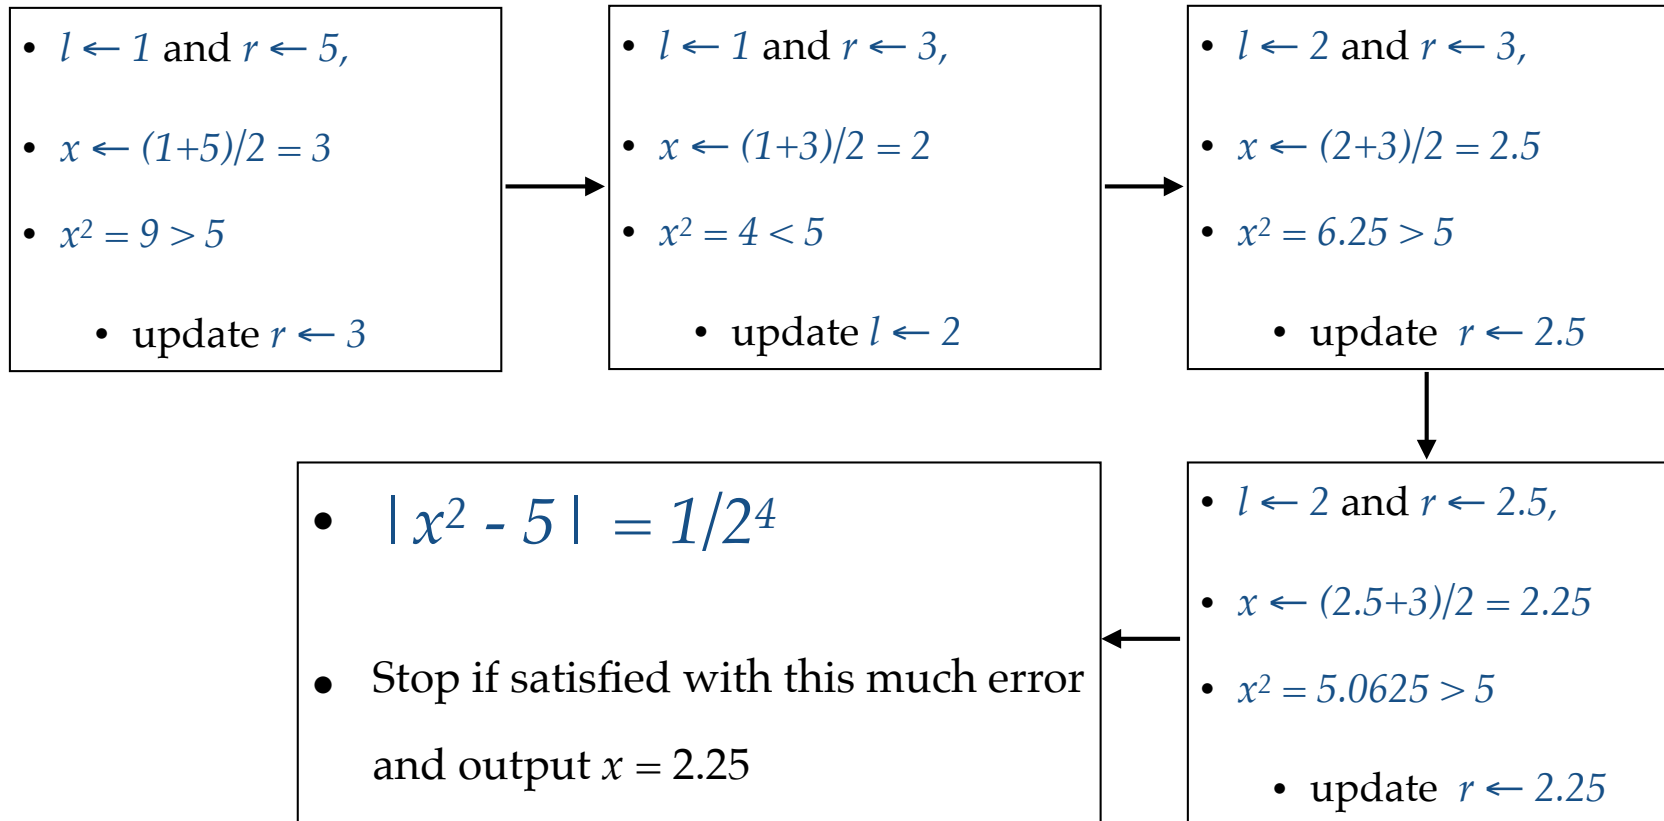 • l ← 1 and r ← 5,
• x ← (1+5)/2 = 3
• x² = 9 > 5
• update r ← 3
• l ← 1 and r ← 3,
• x ← (1+3)/2 = 2
• x² = 4 < 5
• update l ← 2
• l ← 2 and r ← 3,
• x ← (2+3)/2 = 2.5
• x² = 6.25 > 5
• update r ← 2.5
• l ← 2 and r ← 2.5,
• x ← (2.5+3)/2 = 2.25
• x² = 5.0625 > 5
• update r ← 2.25
• |x² - 5| = 1/2⁴
• Stop if satisfied with this much error
and output x = 2.25